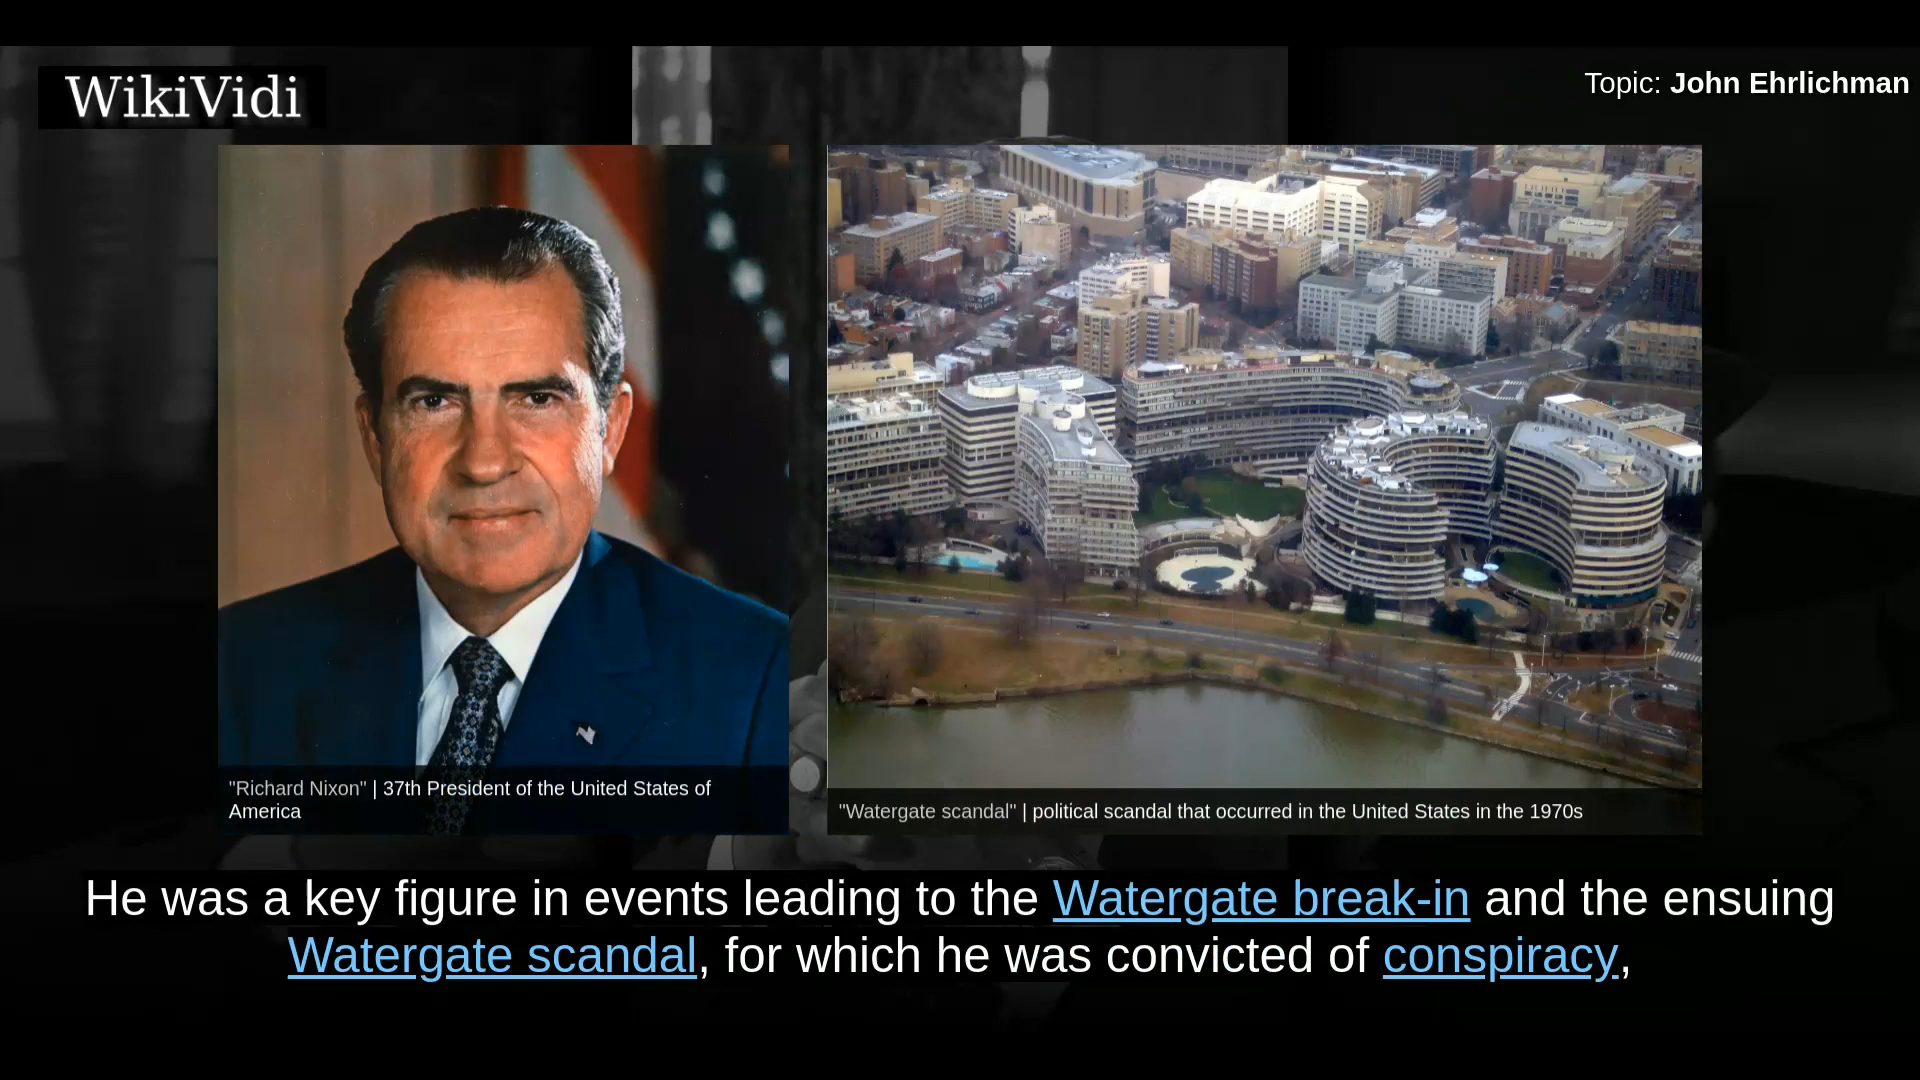 WikiVidi
Topic: John Ehrlichman
"Richard Nixon" | 37th President of the United States of
America
"Watergate scandal" | political scandal that occurred in the United States in the 1970s
He was a key figure in events leading to the Watergate break-in and the ensuing
Watergate scandal, for which he was convicted of conspiracy,